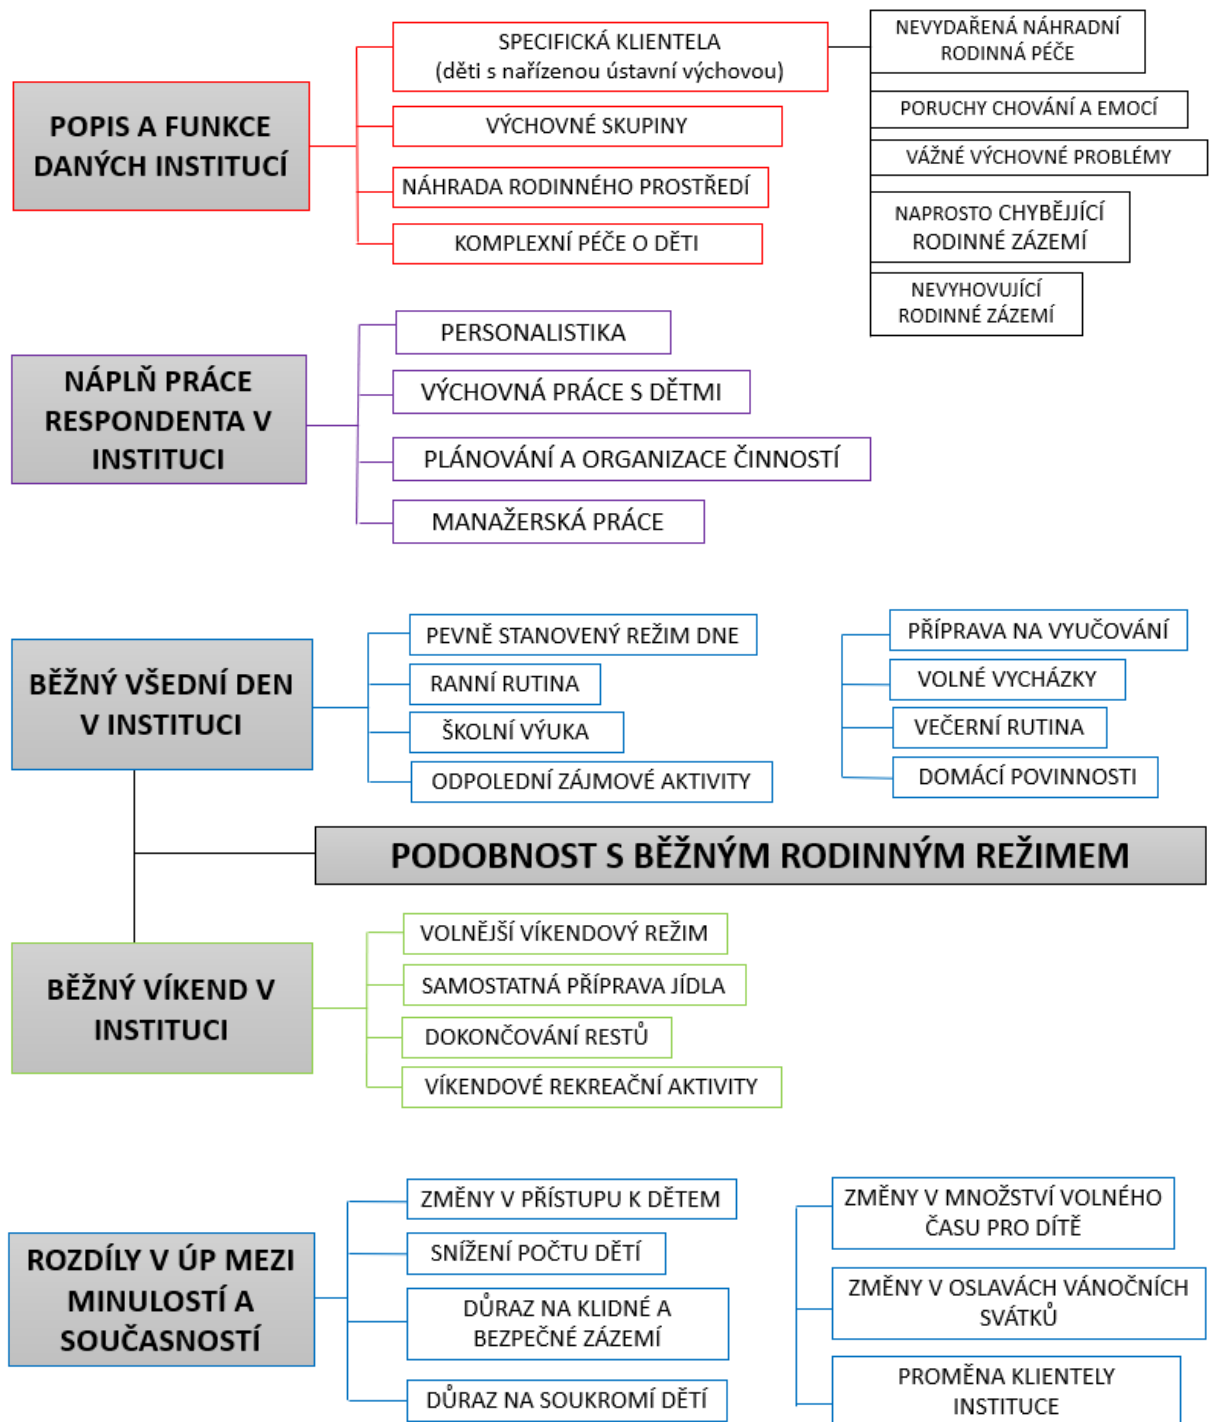 POPIS A FUNKCE
DANÝCH INSTITUCÍ
SPECIFICKÁ KLIENTELA
(děti s nařízenou ústavní výchovou)
VÝCHOVNÉ SKUPINY
NÁHRADA RODINNÉHO PROSTŘEDÍ
KOMPLEXNÍ PÉČE O DĚTI
NEVYDAŘENÁ NÁHRADNÍ
RODINNÁ PÉČE
PORUCHY CHOVÁNÍ A EMOCÍ
VÁŽNÉ VÝCHOVNÉ PROBLÉMY
NAPROSTO CHYBĚJJÍCÍ
RODINNÉ ZÁZEMÍ
NEVYHOVUJÍCÍ
RODINNÉ ZÁZEMÍ
NÁPLŇ PRÁCE
RESPONDENTA V
INSTITUCI
PERSONALISTIKA
VÝCHOVNÁ PRÁCE S DĚTMI
PLÁNOVÁNÍ A ORGANIZACE ČINNOSTÍ
MANAŽERSKÁ PRÁCE
BĚŽNÝ VŠEDNÍ DEN
V INSTITUCI
PEVNĚ STANOVENÝ REŽIM DNE
RANNÍ RUTINA
ŠKOLNÍ VÝUKA
ODPOLEDNÍ ZÁJMOVÉ AKTIVITY
PŘÍPRAVA NA VYUČOVÁNÍ
VOLNÉ VYCHÁZKY
VEČERNÍ RUTINA
DOMÁCÍ POVINNOSTI
PODOBNOST S BĚŽNÝM RODINNÝM REŽIMEM
BĚŽNÝ VÍKEND V
INSTITUCI
VOLNĚJŠÍ VÍKENDOVÝ REŽIM
SAMOSTATNÁ PŘÍPRAVA JÍDLA
DOKONČOVÁNÍ RESTŮ
VÍKENDOVÉ REKREAČNÍ AKTIVITY
ROZDÍLY V ÚP MEZI
MINULOSTÍ A
SOUČASNOSTÍ
ZMĚNY V PŘÍSTUPU K DĚTEM
SNÍŽENÍ POČTU DĚTÍ
DŮRAZ NA KLIDNÉ A
BEZPEČNÉ ZÁZEMÍ
DŮRAZ NA SOUKROMÍ DĚTÍ
ZMĚNY V MNOŽSTVÍ VOLNÉHO
ČASU PRO DÍTĚ
ZMĚNY V OSLAVÁCH VÁNOČNÍCH
SVÁTKŮ
PROMĚNA KLIENTELY
INSTITUCE